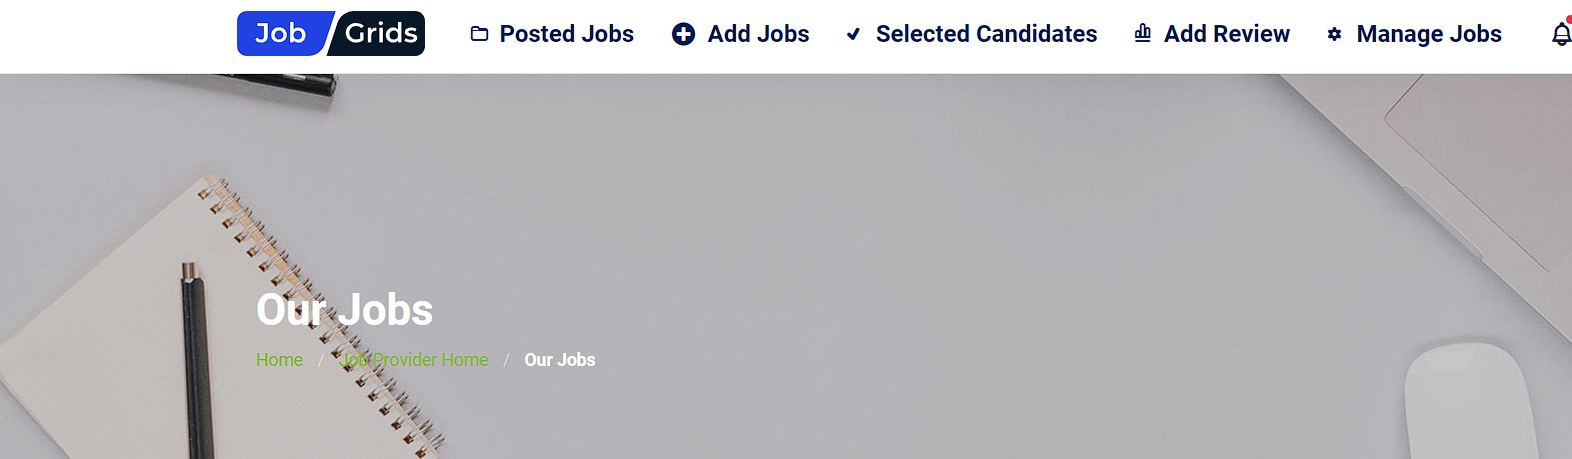 Job Grids Posted Jobs Add Jobs Selected Candidates Add Review Manage Jobs
Our Jobs
Home / Job Provider Home / Our Jobs